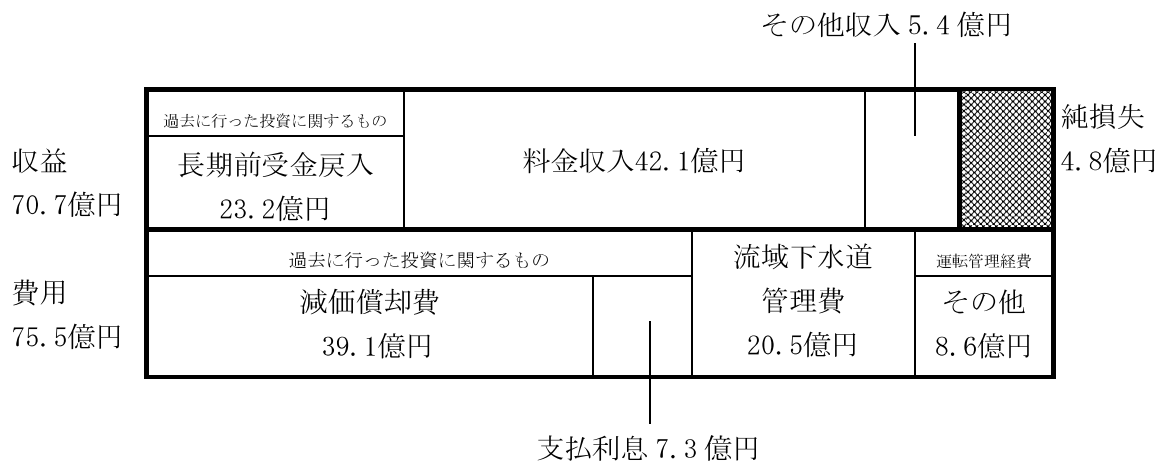 その他収入 5.4 億円
収益
70.7億円
過去に行った投資に関するもの
長期前受金戻入
23.2億円
料金収入42.1億円
純損失
4.8億円
費用
75.5億円
過去に行った投資に関するもの
減価償却費
39.1億円
流域下水道
管理費
20.5億円
運転管理経費
その他
8.6億円
支払利息 7.3 億円